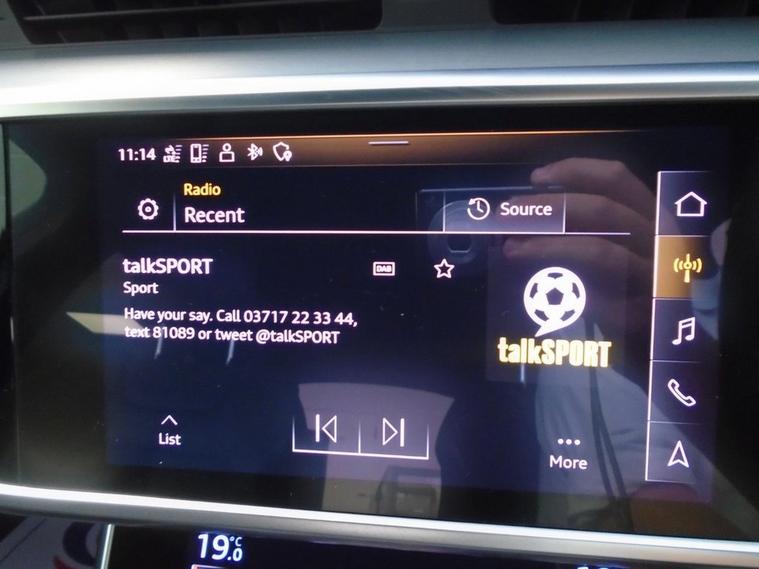 11:14
Radio
Recent
Source
talkSPORT
DAB
Sport
Have your say. Call 03717 22 33 44,
text 81089 or tweet @talkSPORT
talkSPORT
List
More
19.0 °C